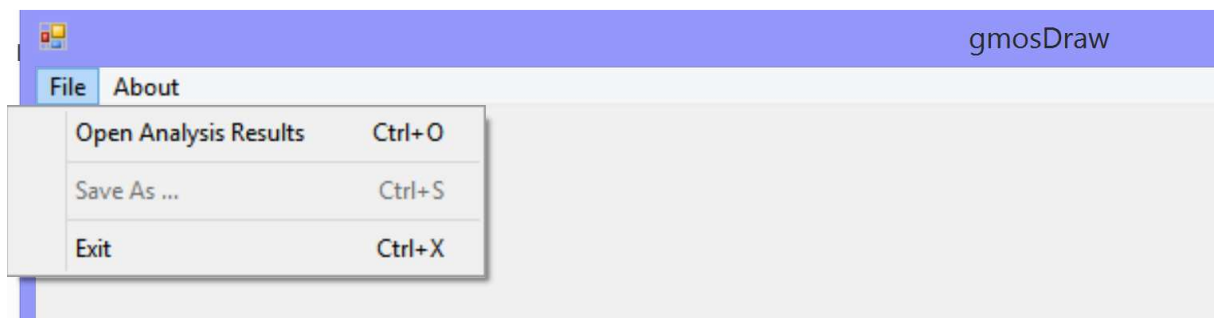 gmosDraw
File About
Open Analysis Results Ctrl+O
Save As ... Ctrl+S
Exit Ctrl+X